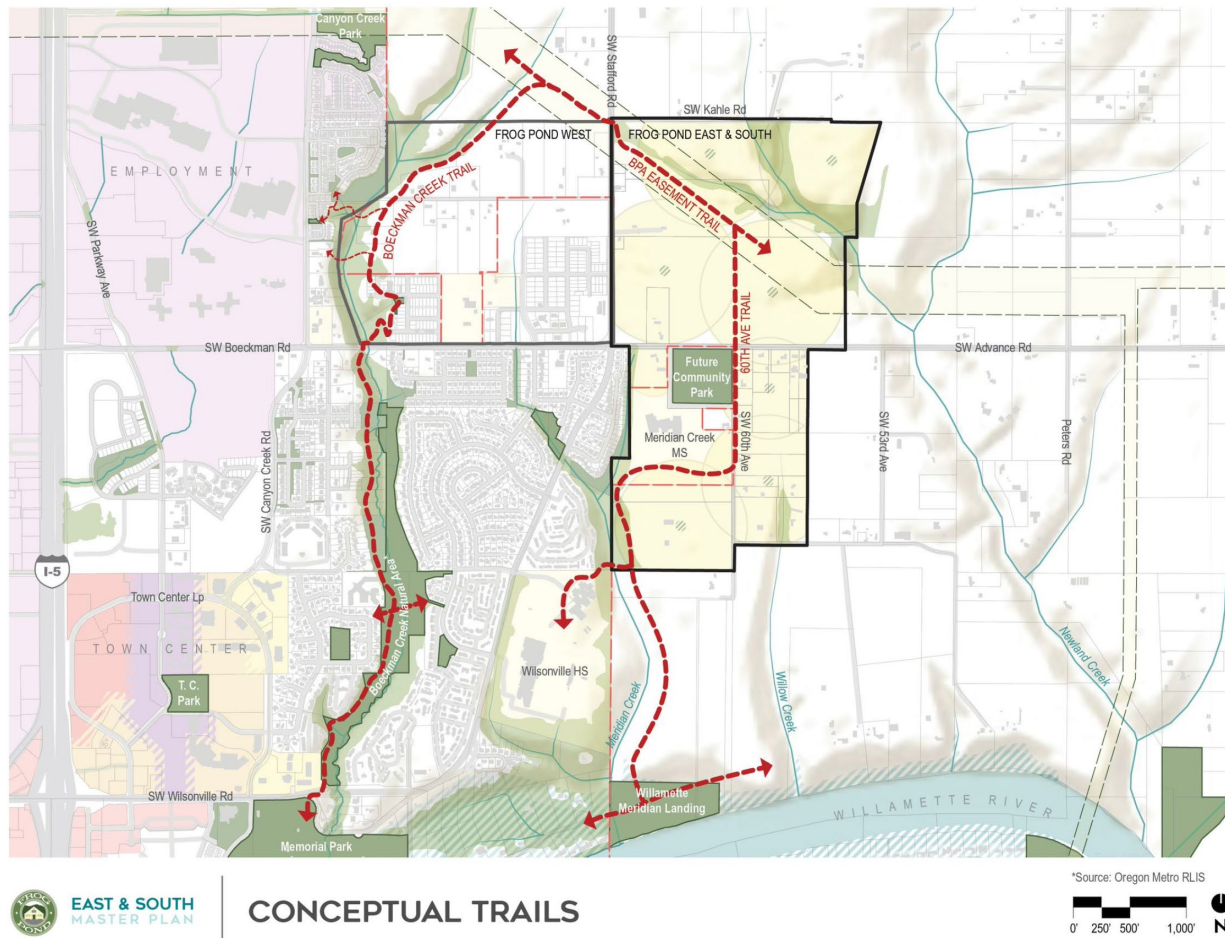 Canyon Creek
Park
SW Stafford Rd
SW Kahle Rd
FROG POND WEST
FROG POND EAST & SOUTH
EMPLOYMENT
BOECKMAN CREEK TRAIL
BPA EASEMENT TRAIL
SW Parkway Ave
SW Boeckman Rd
SW Advance Rd
60TH AVE TRAIL
Future
Community
Park
SW Canyon Creek Rd
Meridian Creek
MS
SW 60th Ave
SW 53rd Ave
Peters Rd
I-5
Town Center Lp
TOWN CENTER
T. C.
Park
Boeckman Creek Natural Area*
Wilsonville HS
Meridian Creek
Willow Creek
Newland Creek
SW Wilsonville Rd
Memorial Park
Willamette
Meridian Landing
WILLAMETTE RIVER
FROG
POND
EAST & SOUTH
MASTER PLAN
CONCEPTUAL TRAILS
*Source: Oregon Metro RLIS
0' 250' 500' 1,000'
N